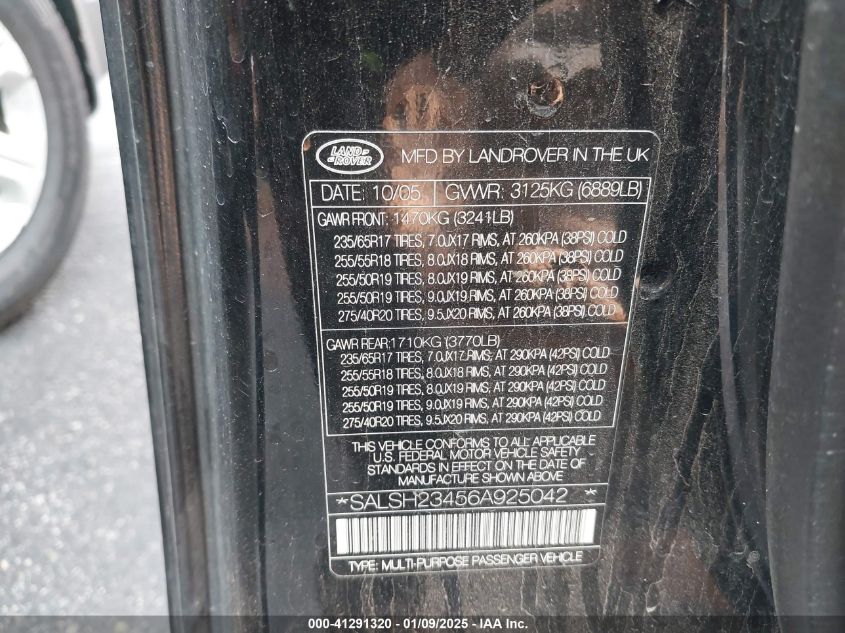 LAND-
-ROVER
MFD BY LANDROVER IN THE UK
DATE: 10/05 GVWR: 3125KG (6889LB)
GAWR FRONT: 1470KG (3241LB)
235/65R17 TIRES, 7.0JX17 RIMS, AT 260KPA (38PSI) COLD
255/55R18 TIRES, 8.0JX18 RIMS, AT 260KPA (38PSI) COLD
255/50R19 TIRES, 8.0JX19 RIMS, AT 260KPA (38PSI) COLD
255/50R19 TIRES, 9.0JX19 RIMS, AT 260KPA (38PSI) COLD
275/40R20 TIRES, 9.5JX20 RIMS, AT 260KPA (38PSI) COLD
GAWR REAR: 1710KG (3770LB)
235/65R17 TIRES, 7.0JX17 RIMS, AT 290KPA (42PSI) COLD
255/55R18 TIRES, 8.0JX18 RIMS, AT 290KPA (42PSI) COLD
255/50R19 TIRES, 8.0JX19 RIMS, AT 290KPA (42PSI) COLD
255/50R19 TIRES, 9.0JX19 RIMS, AT 290KPA (42PSI) COLD
275/40R20 TIRES, 9.5JX20 RIMS, AT 290KPA (42PSI) COLD
THIS VEHICLE CONFORMS TO ALL APPLICABLE
U.S. FEDERAL MOTOR VEHICLE SAFETY
STANDARDS IN EFFECT ON THE DATE OF
MANUFACTURE SHOWN ABOVE
*SALSH23456A925042*
TYPE: MULTI-PURPOSE PASSENGER VEHICLE
000-41291320 - 01/09/2025 - IAA, Inc.